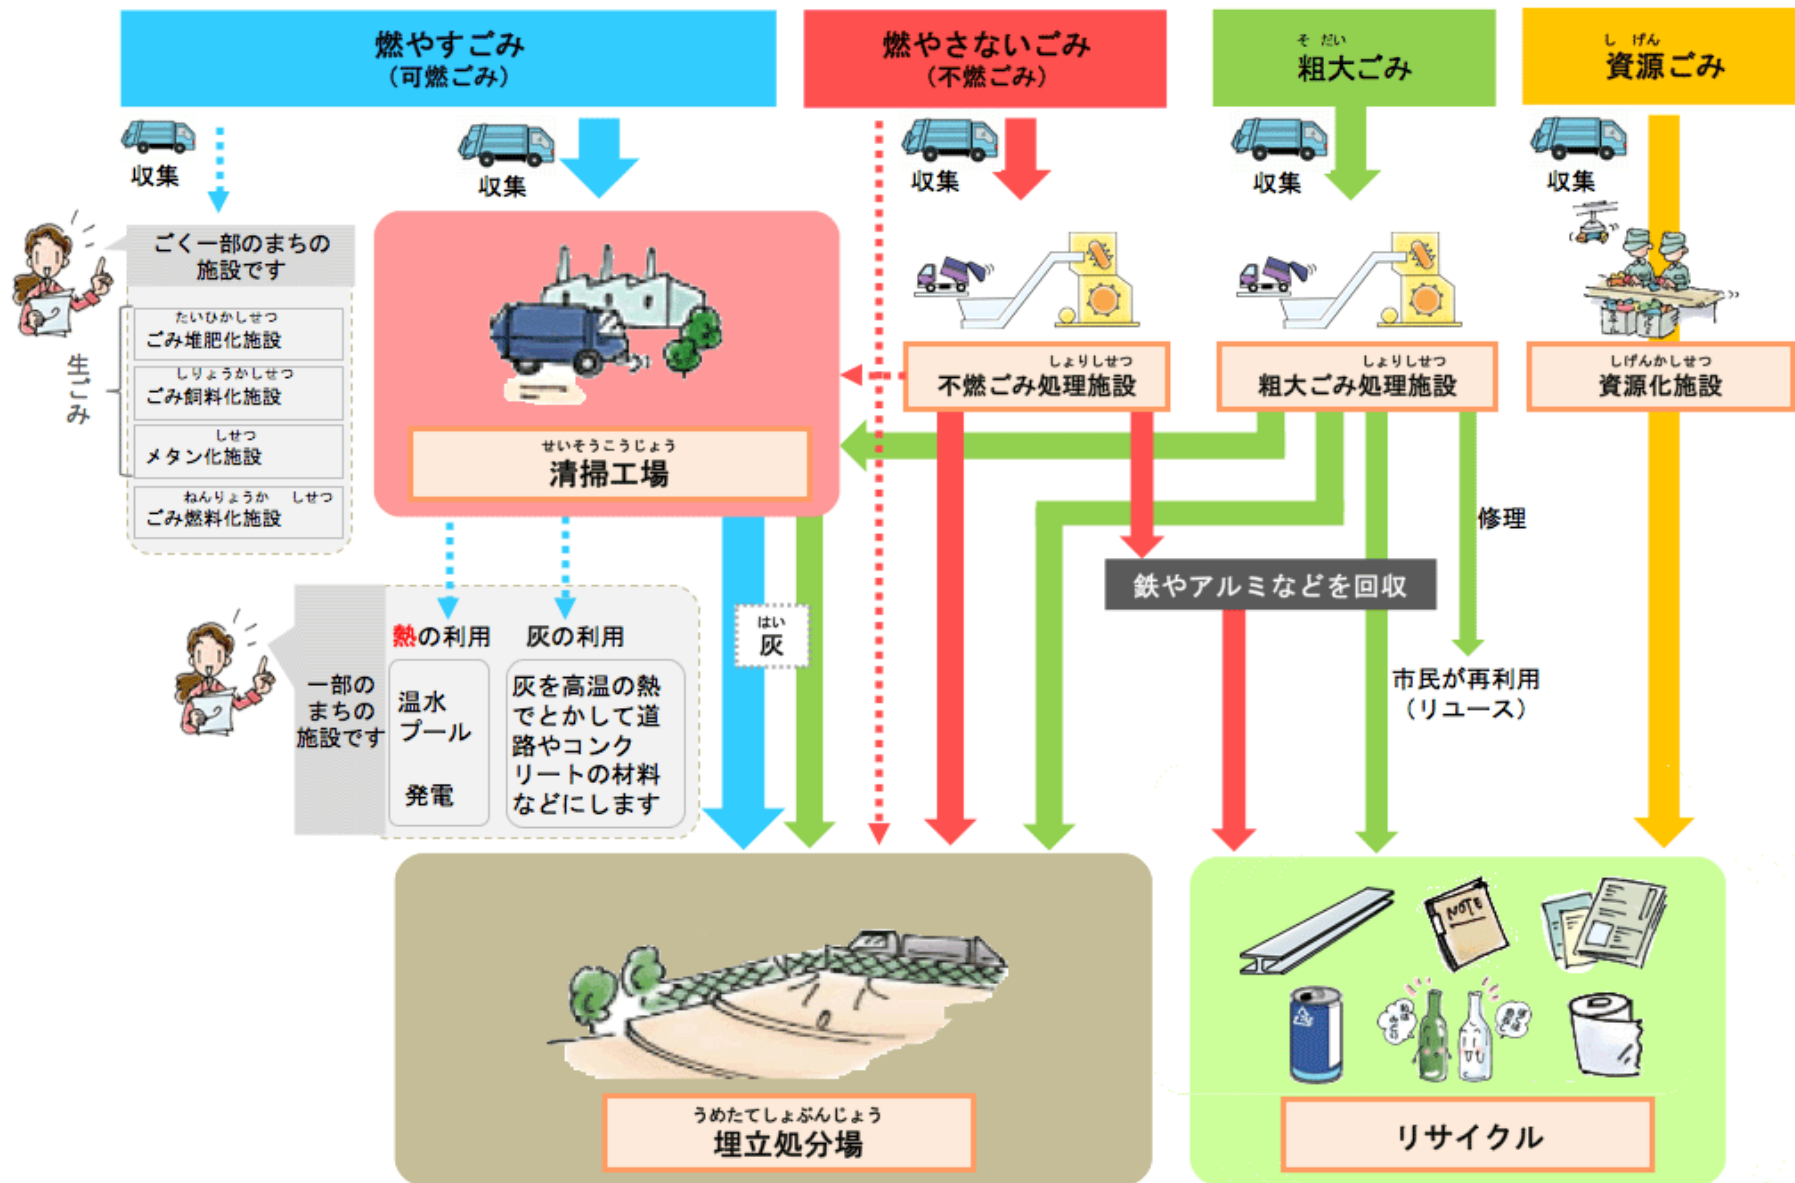 燃やすごみ
(可燃ごみ)
燃やさないごみ
(不燃ごみ)
そ だい
粗大ごみ
し げん
資源ごみ
収集
収集
収集
収集
収集
ごく一部のまちの
施設です
生ごみ
たいひかしせつ
ごみ堆肥化施設
しりょうかしせつ
ごみ飼料化施設
しせつ
メタン化施設
ねんりょうか しせつ
ごみ燃料化施設
せいそうこうじょう
清掃工場
しょりしせつ
不燃ごみ処理施設
しょりしせつ
粗大ごみ処理施設
しげんかしせつ
資源化施設
修理
鉄やアルミなどを回収
市民が再利用
(リユース)
一部の
まちの
施設です
熱の利用
温水
プール
発電
灰の利用
灰を高温の熱
でとかして道
路やコンク
リートの材料
などにします
はい
灰
うめたてしょぶんじょう
埋立処分場
NOTE
リサイクル